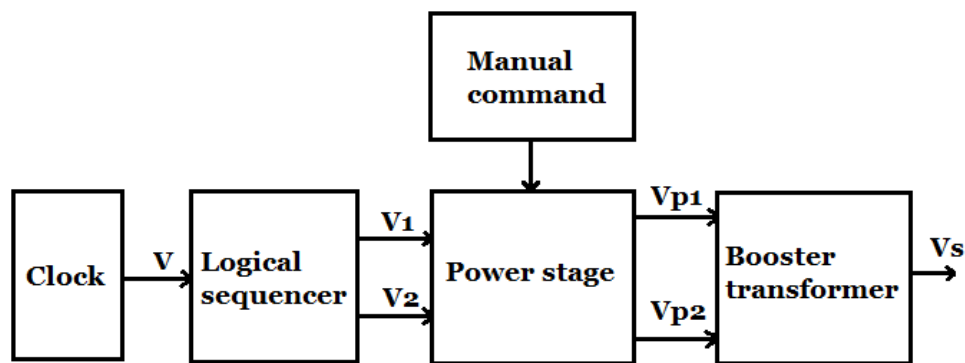 Manual
command
Clock
V
Logical
sequencer
V1
V2
Power stage
Vp1
Vp2
Booster
transformer
Vs